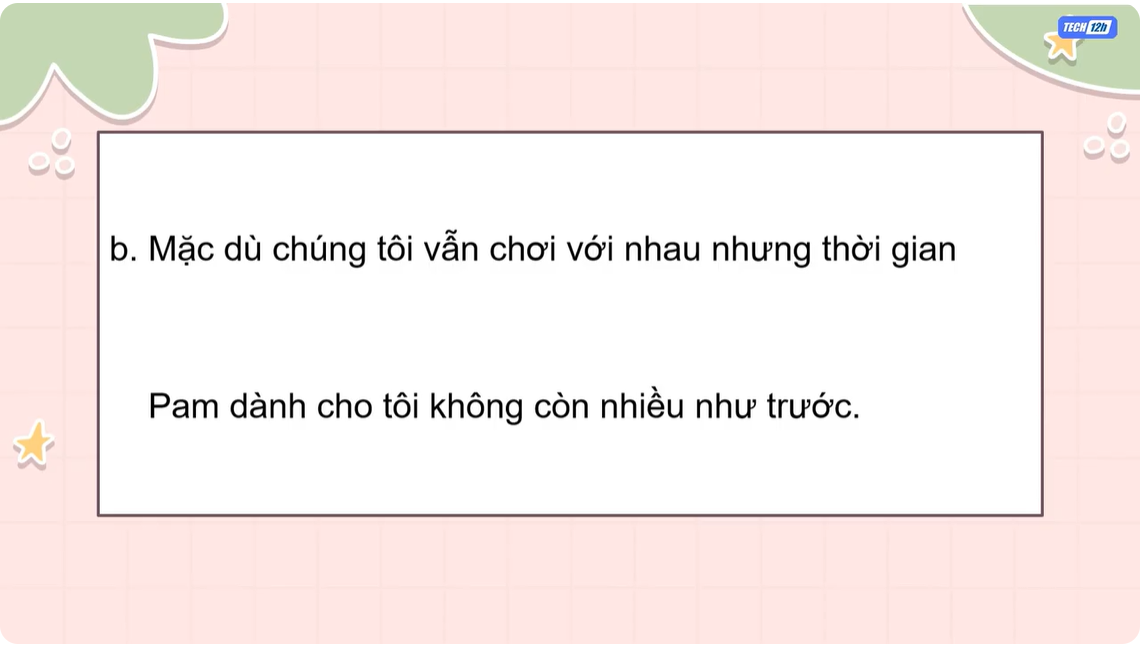 TECH 12h
b. Mặc dù chúng tôi vẫn chơi với nhau nhưng thời gian
Pam dành cho tôi không còn nhiều như trước.